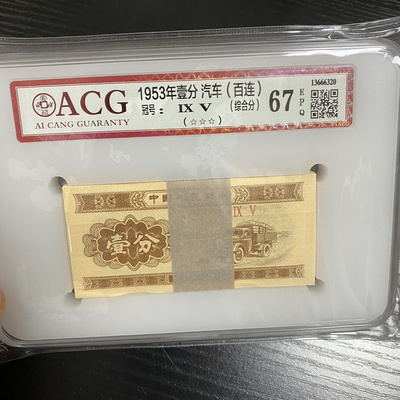 ACG
AI CANG GUARANTY
1953年壹分 汽车(百连)
冠号: IX V (综合分)
(☆☆☆)
67
EPQ
13666320
中國
壹分
IX V